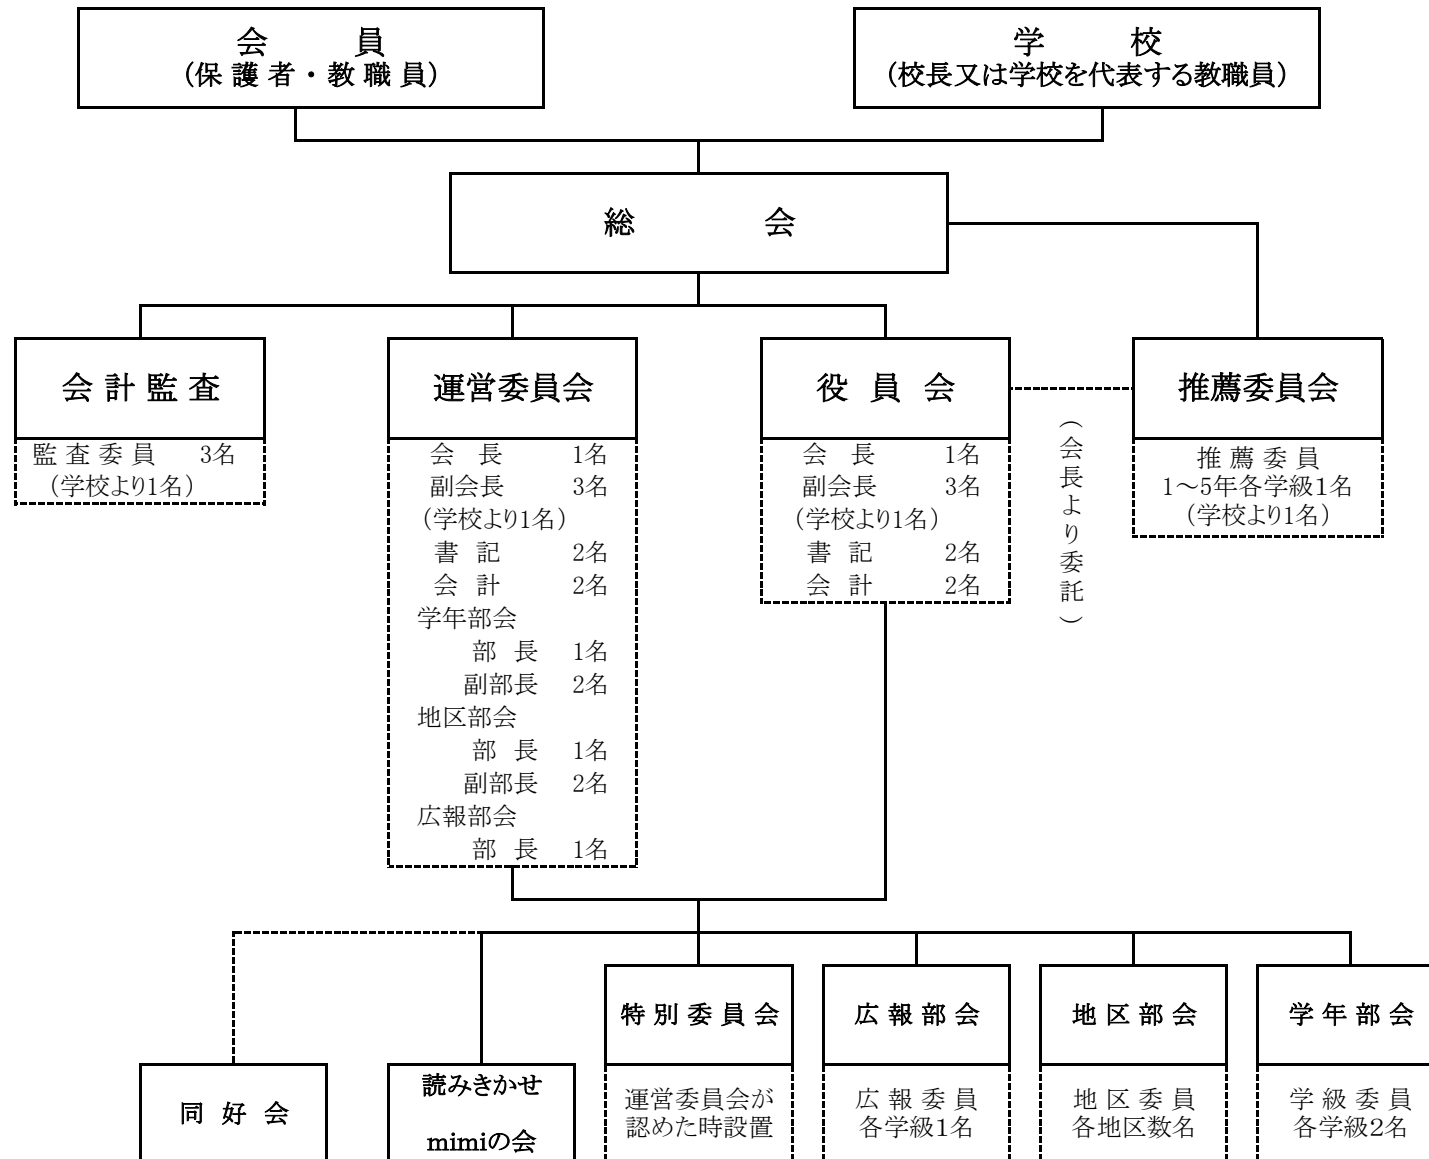 会 員
(保護者・教職員)
学 校
(校長又は学校を代表する教職員)
総 会
会計監査
監査委員 3名
(学校より1名)
運営委員会
会 長 1名
副会長 3名
(学校より1名)
書 記 2名
会 計 2名
学年部会
部 長 1名
副部長 2名
地区部会
部 長 1名
副部長 2名
広報部会
部 長 1名
役員会
会 長 1名
副会長 3名
(学校より1名)
書 記 2名
会 計 2名
(会長より委託)
推薦委員会
推薦委員
1〜5年各学級1名
(学校より1名)
同好会
読みきかせ
mimiの会
特別委員会
運営委員会が
認めた時設置
広報部会
広報委員
各学級1名
地区部会
地区委員
各地区数名
学年部会
学級委員
各学級2名